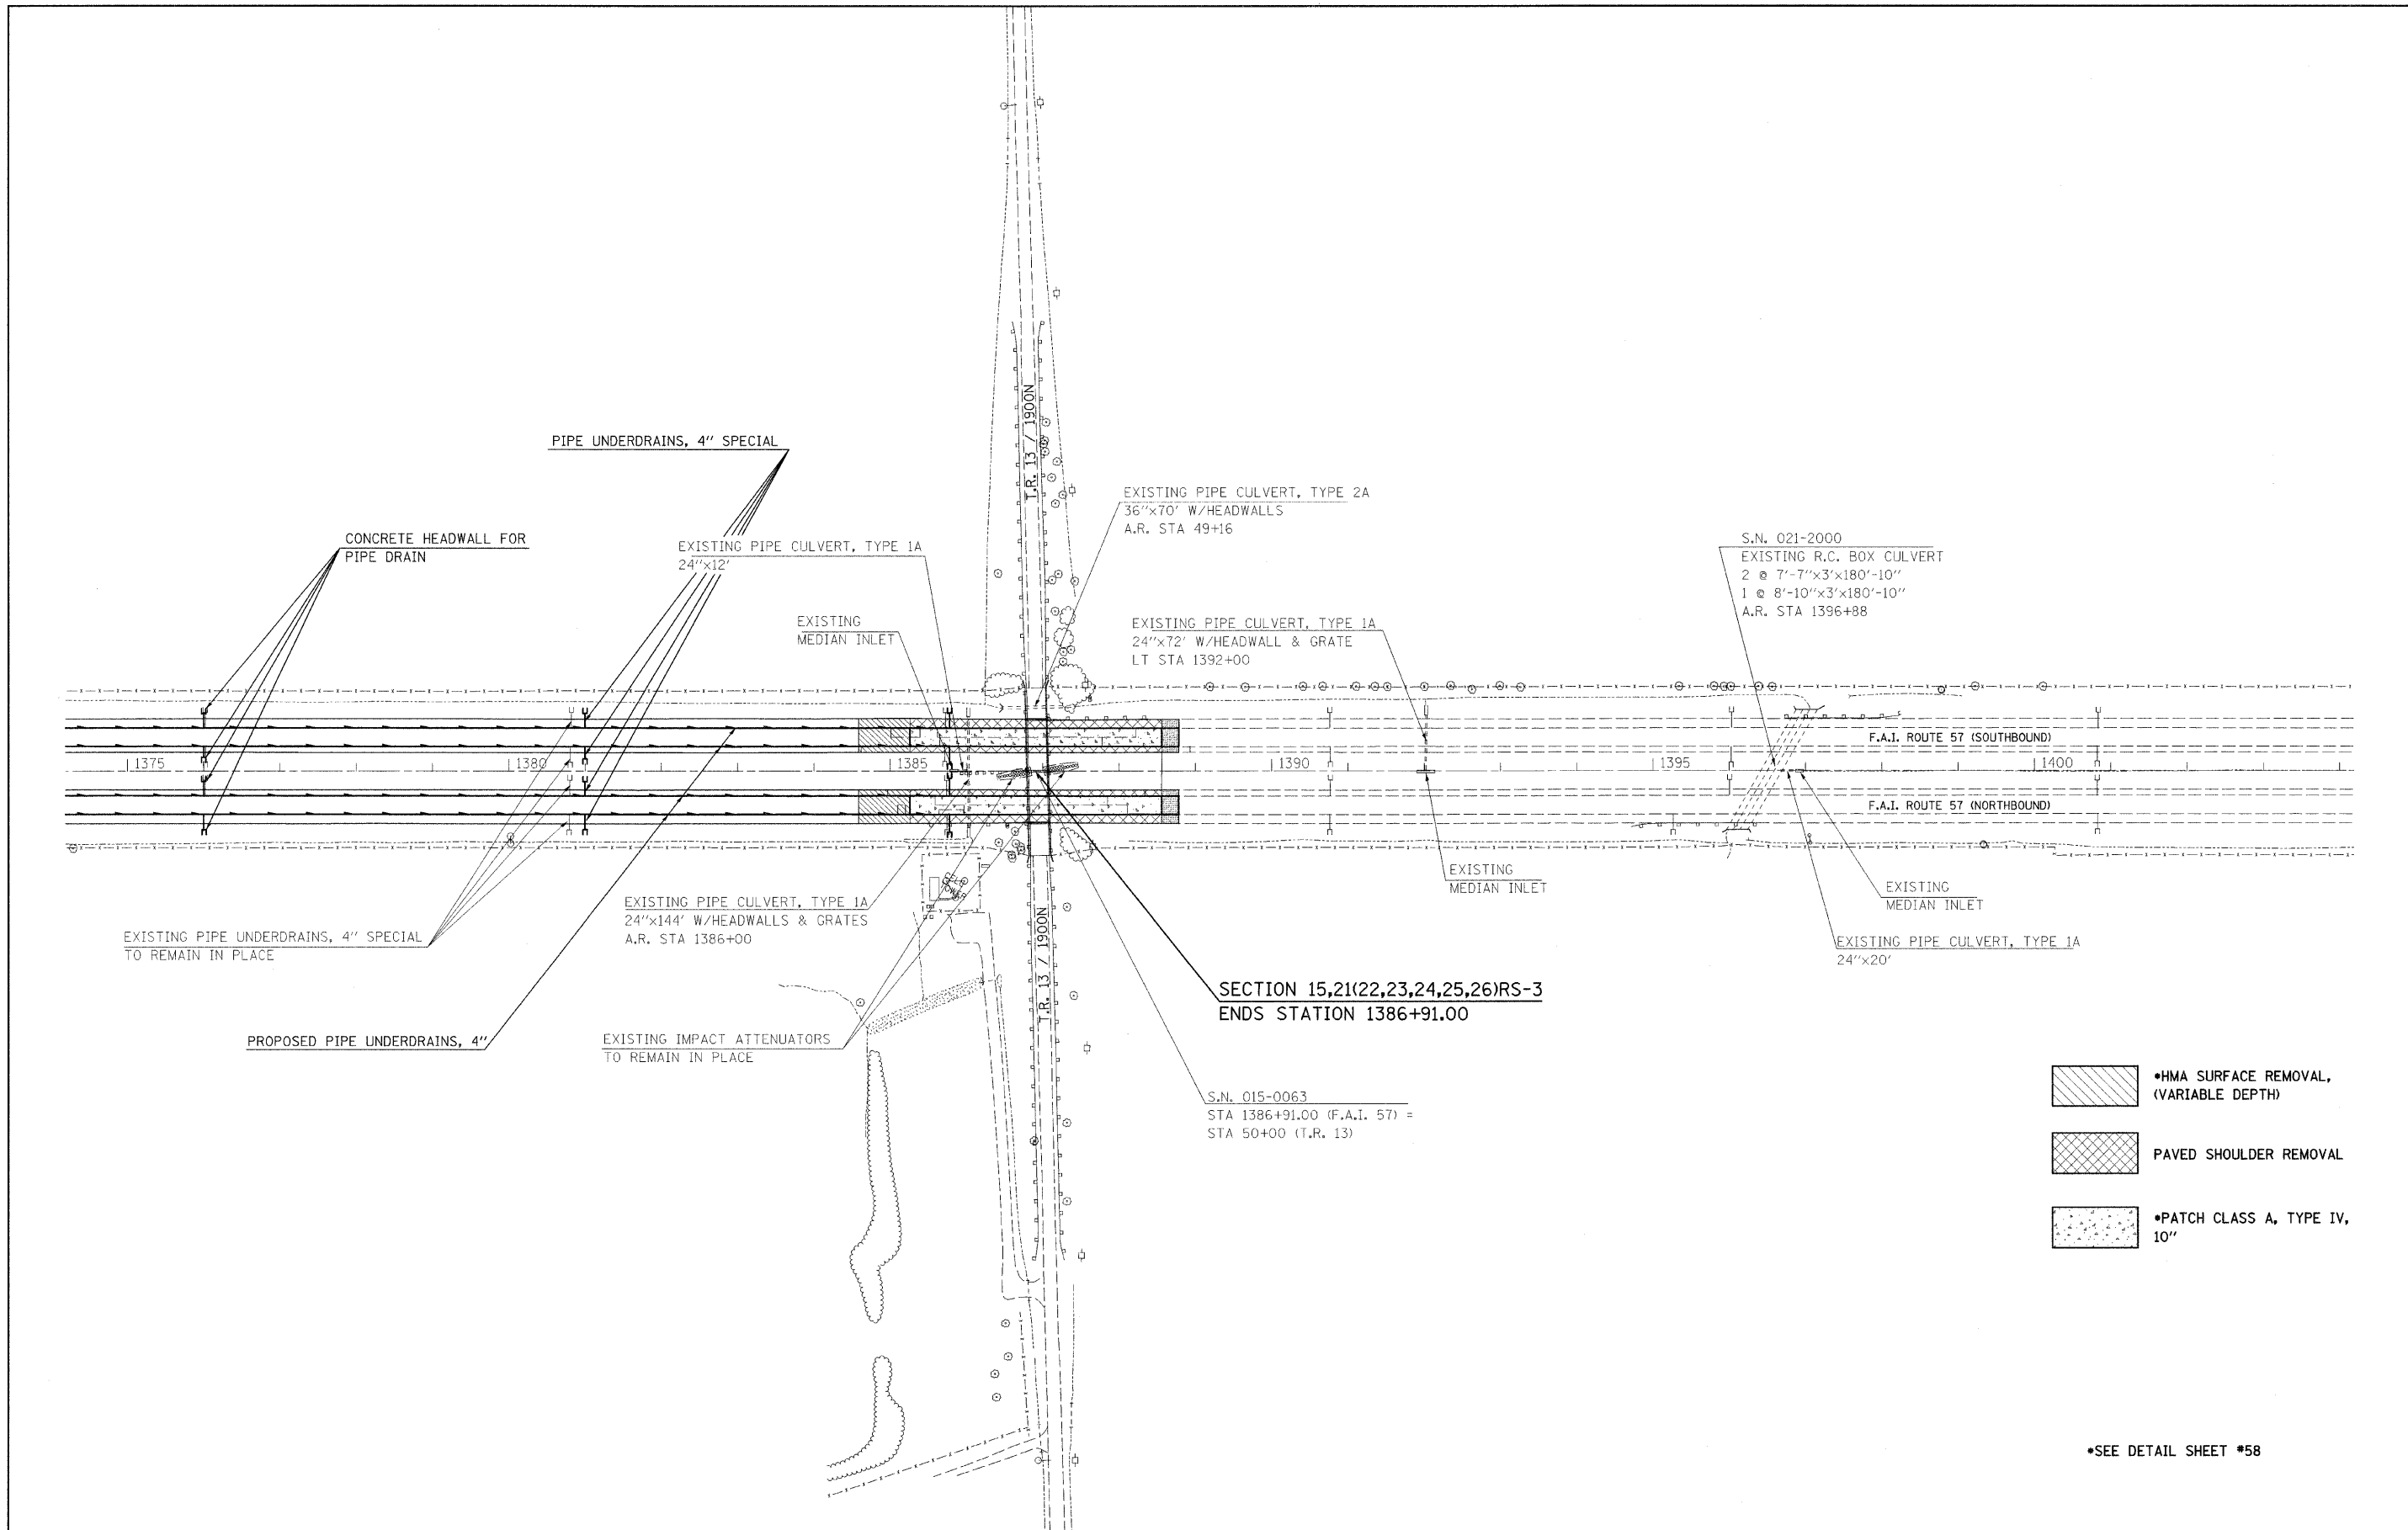 T.R. 13 / 1900N
PIPE UNDERDRAINS, 4" SPECIAL
EXISTING PIPE CULVERT, TYPE 2A
36"x70' W/HEADWALLS
A.R. STA 49+16
CONCRETE HEADWALL FOR
PIPE DRAIN
EXISTING PIPE CULVERT, TYPE 1A
24"x12'
S.N. 021-2000
EXISTING R.C. BOX CULVERT
2 @ 7'-7"x3'x180'-10"
1 @ 8'-10"x3'x180'-10"
A.R. STA 1396+88
EXISTING
MEDIAN INLET
EXISTING PIPE CULVERT, TYPE 1A
24"x72' W/HEADWALL & GRATE
LT STA 1392+00
F.A.I. ROUTE 57 (SOUTHBOUND)
1375
1380
1385
1390
1395
1400
F.A.I. ROUTE 57 (NORTHBOUND)
EXISTING
MEDIAN INLET
EXISTING
MEDIAN INLET
EXISTING PIPE CULVERT, TYPE 1A
24"x144' W/HEADWALLS & GRATES
A.R. STA 1386+00
EXISTING PIPE UNDERDRAINS, 4" SPECIAL
TO REMAIN IN PLACE
EXISTING PIPE CULVERT, TYPE 1A
24"x20'
T.R. 13 / 1900N
SECTION 15,21(22,23,24,25,26)RS-3
ENDS STATION 1386+91.00
PROPOSED PIPE UNDERDRAINS, 4"
EXISTING IMPACT ATTENUATORS
TO REMAIN IN PLACE
S.N. 015-0063
STA 1386+91.00 (F.A.I. 57) =
STA 50+00 (T.R. 13)
*HMA SURFACE REMOVAL,
(VARIABLE DEPTH)
PAVED SHOULDER REMOVAL
*PATCH CLASS A, TYPE IV,
10"
*SEE DETAIL SHEET #58